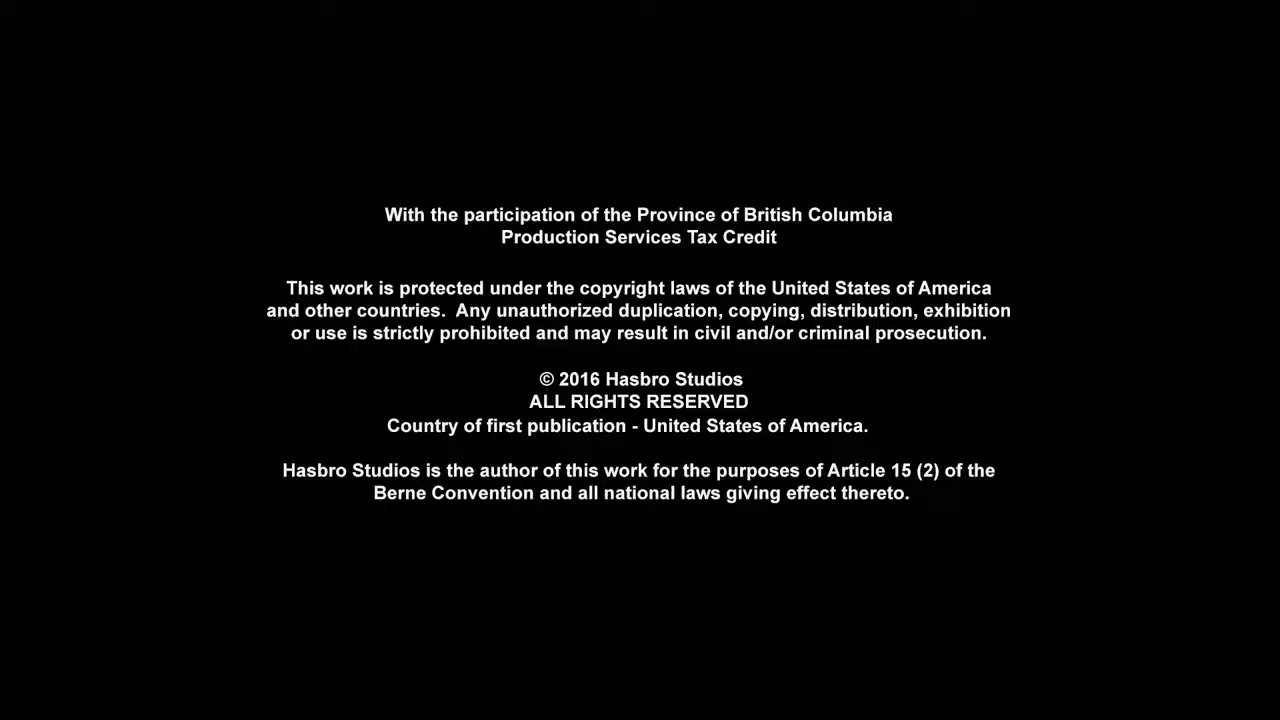 With the participation of the Province of British Columbia
Production Services Tax Credit
This work is protected under the copyright laws of the United States of America
and other countries.  Any unauthorized duplication, copying, distribution, exhibition
or use is strictly prohibited and may result in civil and/or criminal prosecution.
© 2016 Hasbro Studios
ALL RIGHTS RESERVED
Country of first publication - United States of America.
Hasbro Studios is the author of this work for the purposes of Article 15 (2) of the
Berne Convention and all national laws giving effect thereto.